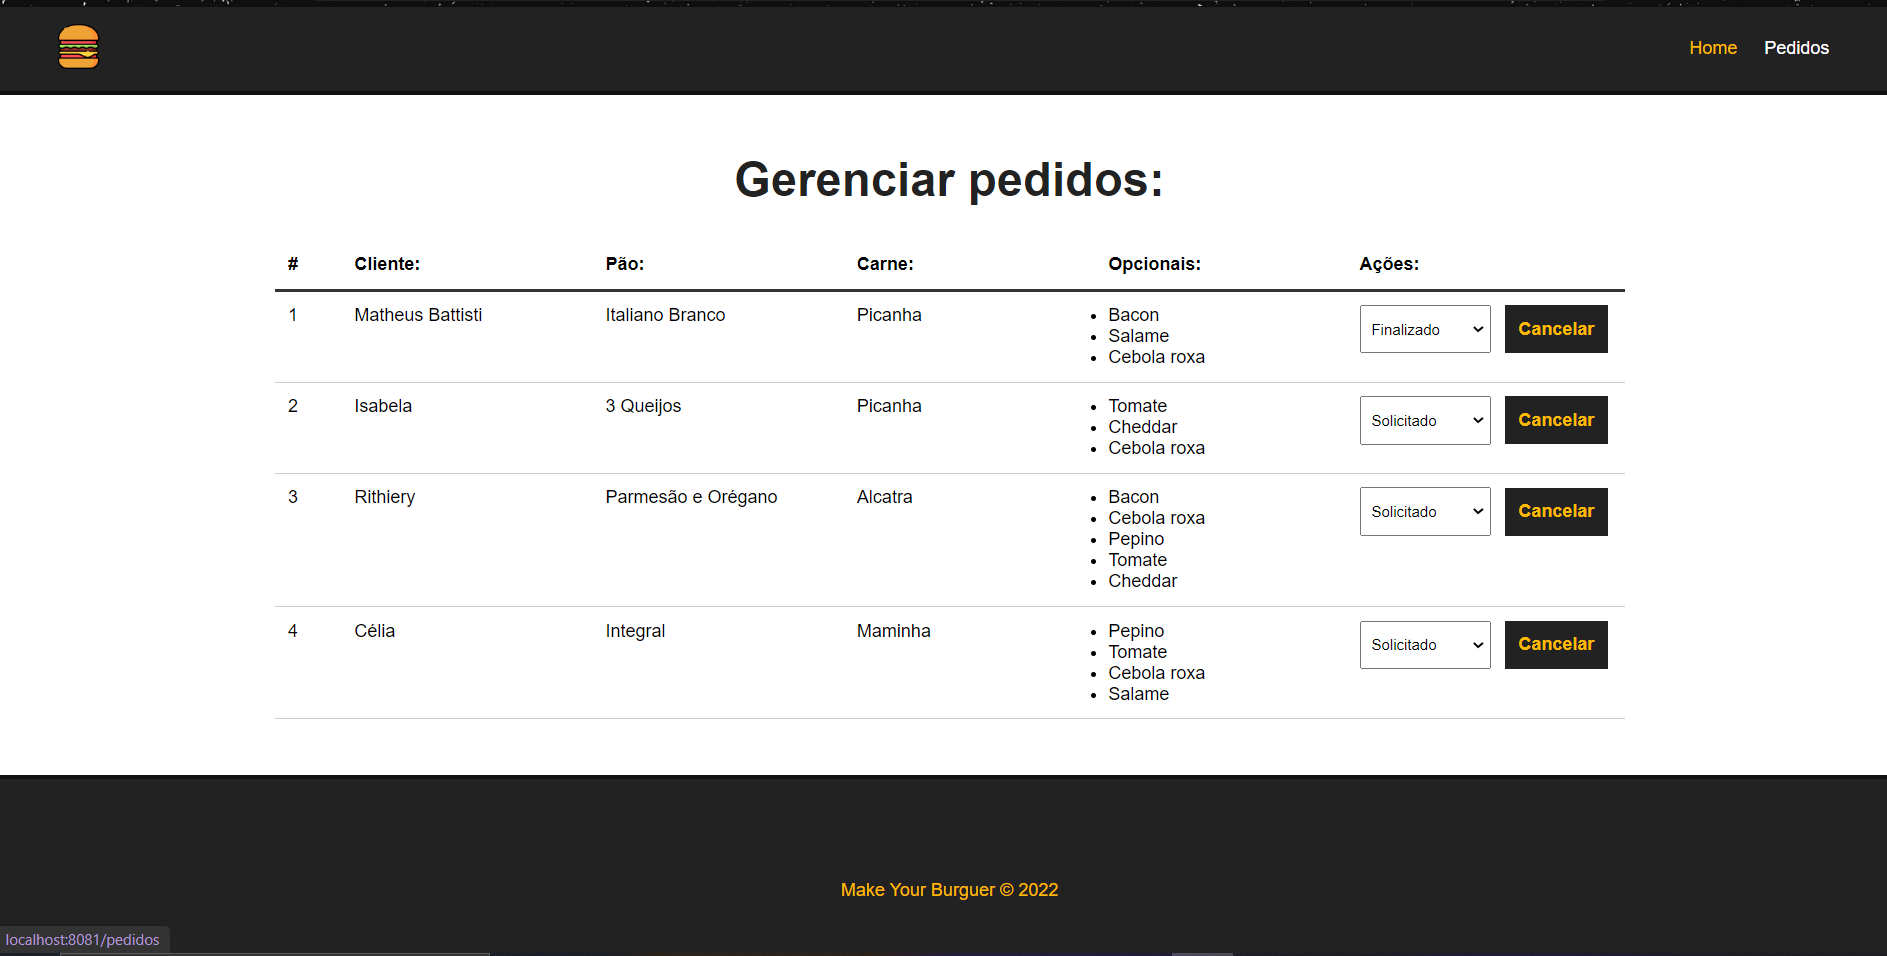 Home Pedidos
Gerenciar pedidos:
# Cliente: Pão: Carne: Opcionais: Ações:
1 Matheus Battisti Italiano Branco Picanha Bacon Finalizado Cancelar
Salame
Cebola roxa
2 Isabela 3 Queijos Picanha Tomate Solicitado Cancelar
Cheddar
Cebola roxa
3 Rithiery Parmesão e Orégano Alcatra Bacon Solicitado Cancelar
Cebola roxa
Pepino
Tomate
Cheddar
4 Célia Integral Maminha Pepino Solicitado Cancelar
Tomate
Cebola roxa
Salame
Make Your Burguer © 2022
localhost:8081/pedidos